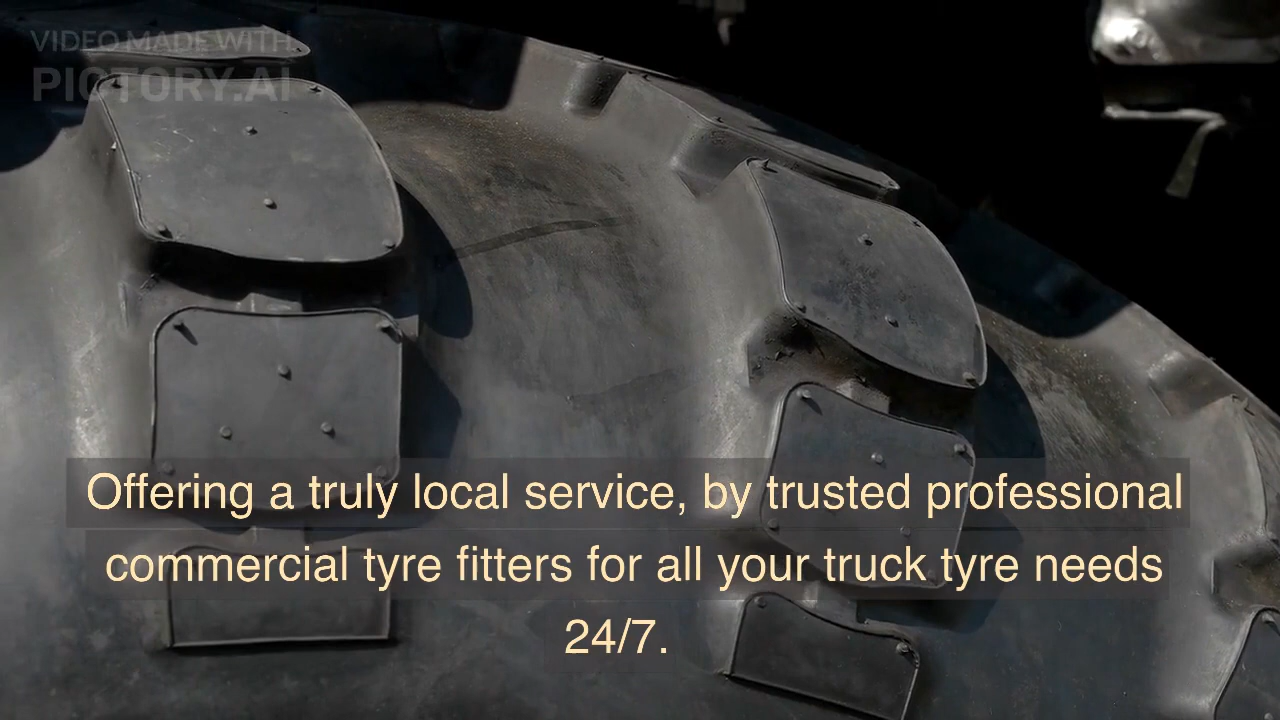 VIDEO MADE WITH
PICTORY.AI
Offering a truly local service, by trusted professional
commercial tyre fitters for all your truck tyre needs
24/7.